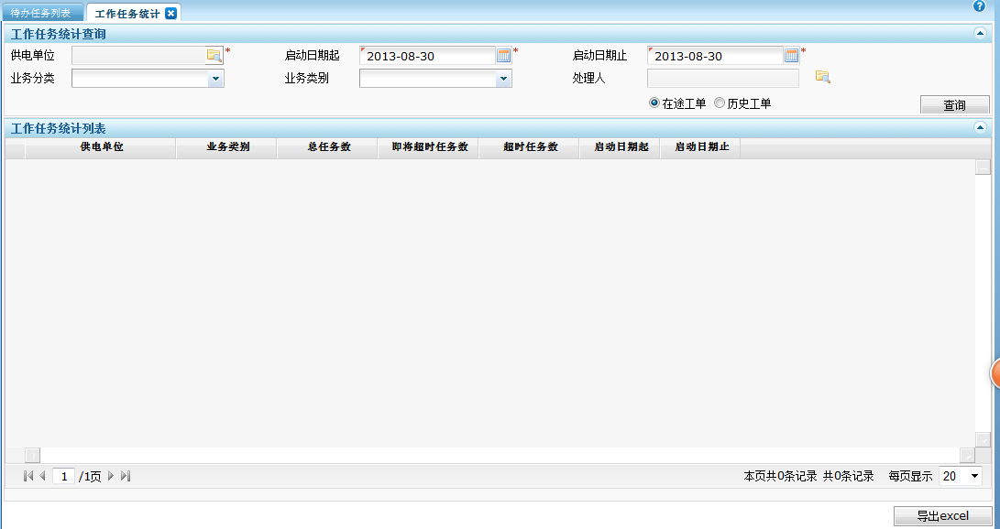 待办任务列表 工作任务统计
工作任务统计查询
供电单位 * 启动日期起 2013-08-30 * 启动日期止 2013-08-30 *
业务分类 业务类别 处理人
在途工单 历史工单 查询
工作任务统计列表
供电单位 业务类别 总任务数 即将超时任务数 超时任务数 启动日期起 启动日期止
1 /1页 本页共0条记录 共0条记录 每页显示 20
导出excel